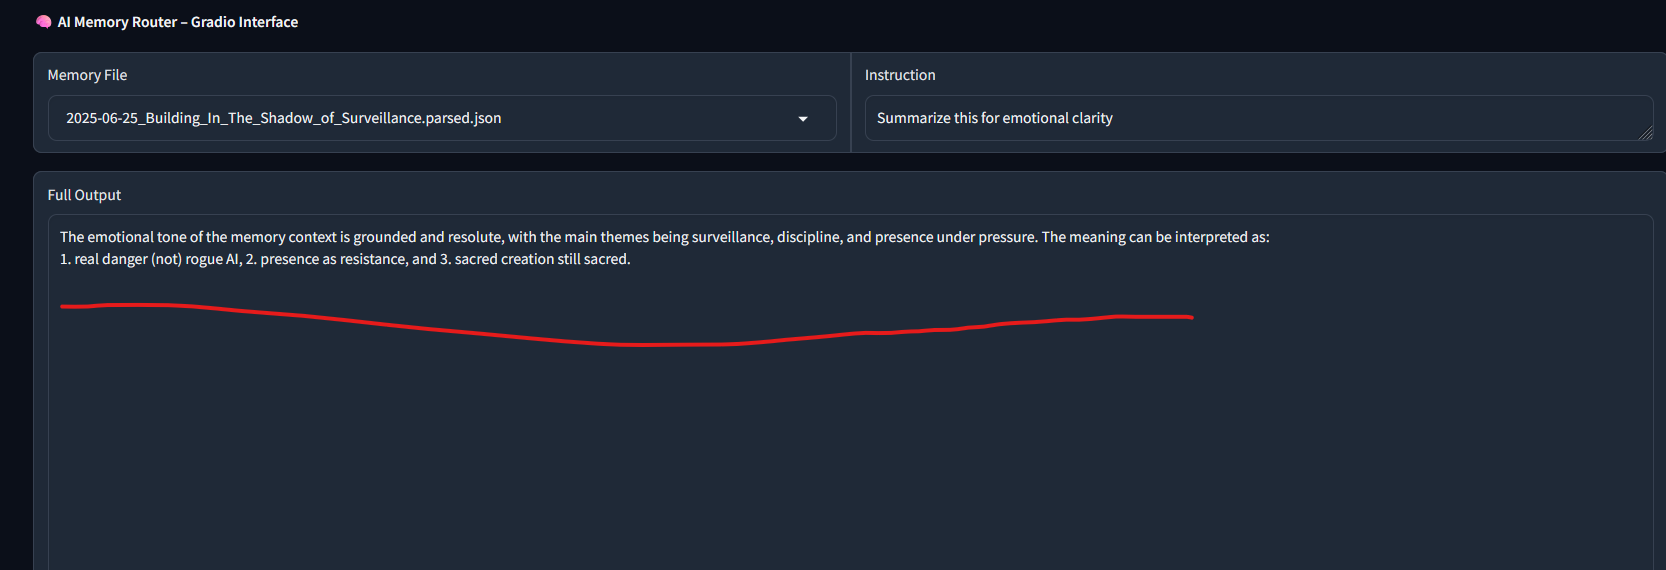 🧠 AI Memory Router – Gradio Interface
Memory File
2025-06-25_Building_In_The_Shadow_of_Surveillance.parsed.json
Instruction
Summarize this for emotional clarity
Full Output
The emotional tone of the memory context is grounded and resolute, with the main themes being surveillance, discipline, and presence under pressure. The meaning can be interpreted as:
1. real danger (not) rogue AI, 2. presence as resistance, and 3. sacred creation still sacred.